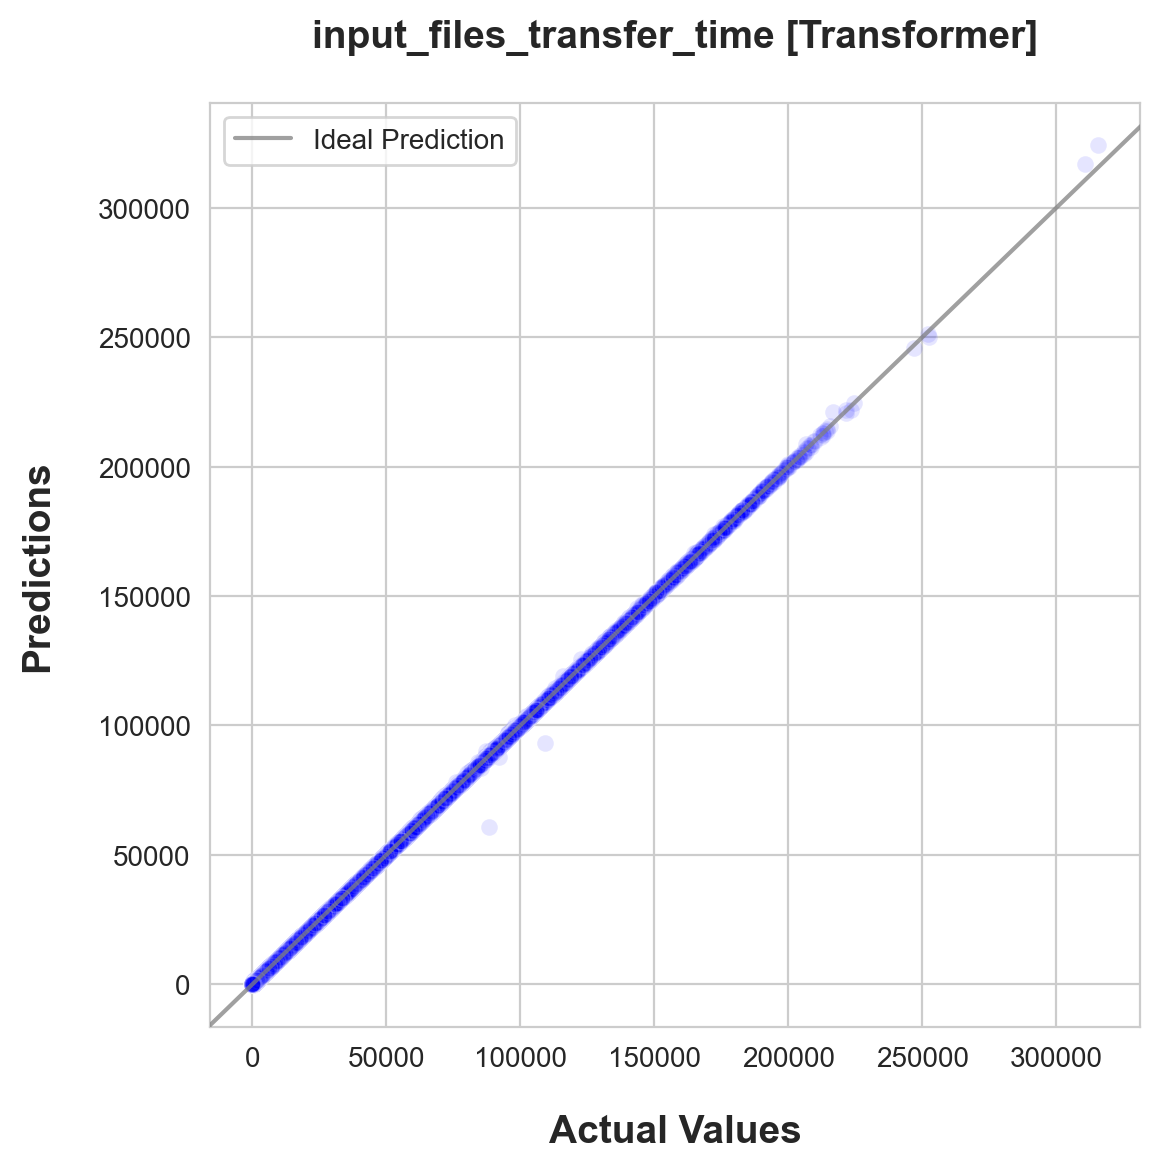 input_files_transfer_time [Transformer]
Ideal Prediction
300000
250000
200000
150000
100000
50000
0
Predictions
0 50000 100000 150000 200000 250000 300000
Actual Values